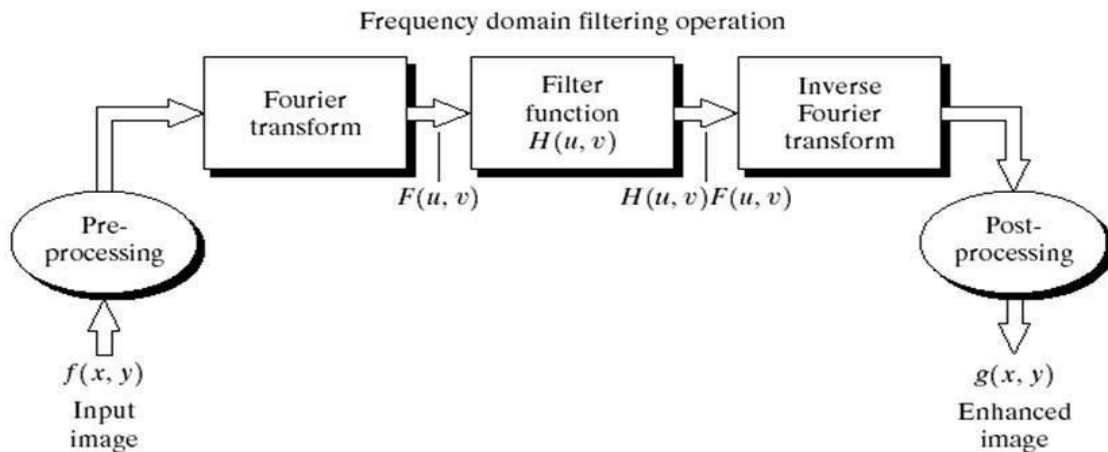 Frequency domain filtering operation
Fourier
transform
Filter
function
H(u, v)
Inverse
Fourier
transform
F(u, v)
H(u, v)F(u, v)
Pre-
processing
Post-
processing
f(x, y)
Input
image
g(x, y)
Enhanced
image